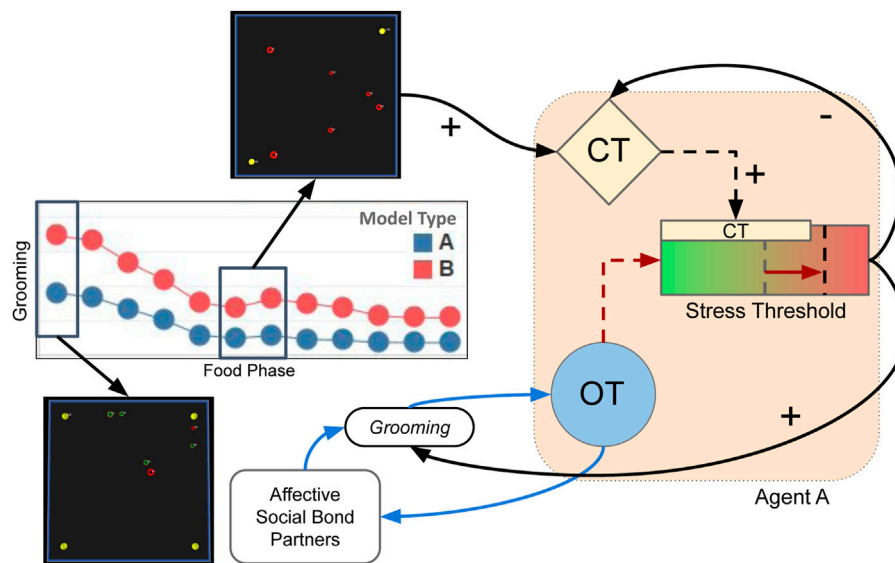 +
CT
-
+
CT
Model Type
A
B
Grooming
Stress Threshold
Food Phase
OT
Grooming
+
Affective
Social Bond
Partners
Agent A